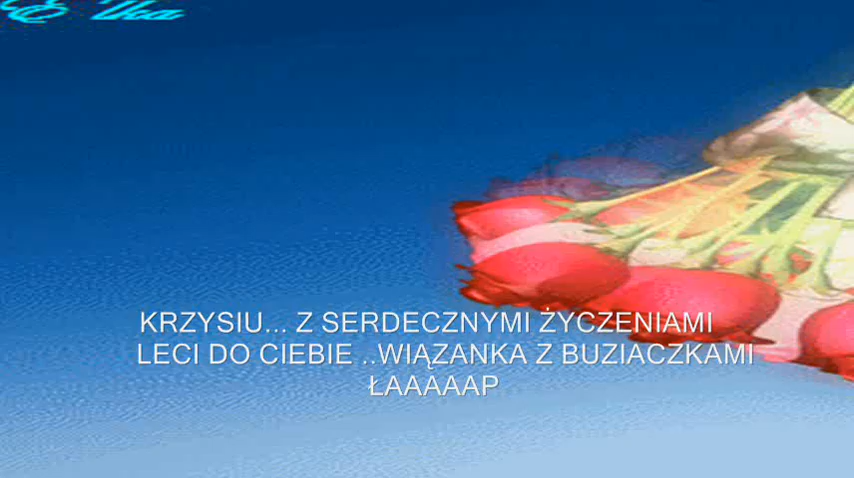 KRZYSIU... Z SERDECZNYMI ŻYCZENIAMI
LECI DO CIEBIE ..WIĄZANKA Z BUZIACZKAMI
ŁAAAAAP